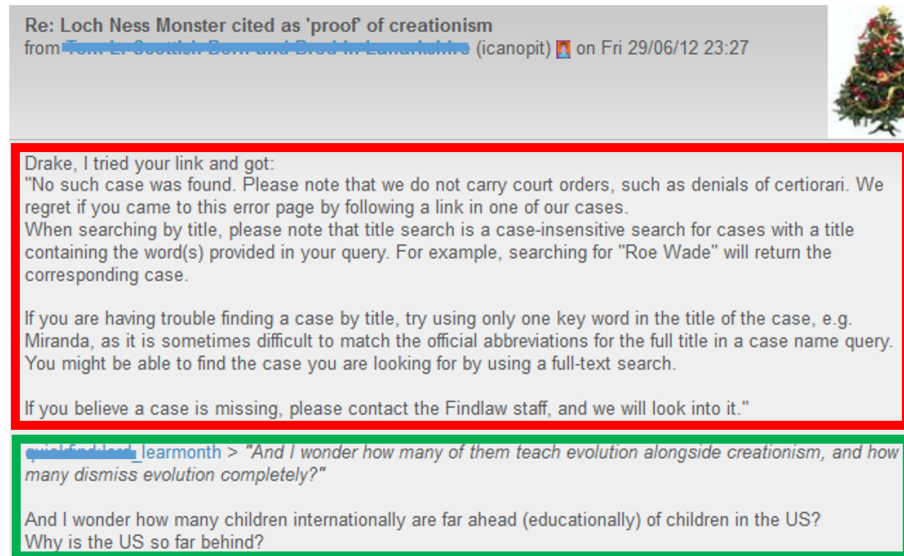 Re: Loch Ness Monster cited as 'proof' of creationism
from (icanopit) on Fri 29/06/12 23:27
Drake, I tried your link and got:
"No such case was found. Please note that we do not carry court orders, such as denials of certiorari. We
regret if you came to this error page by following a link in one of our cases.
When searching by title, please note that title search is a case-insensitive search for cases with a title
containing the word(s) provided in your query. For example, searching for "Roe Wade" will return the
corresponding case.
If you are having trouble finding a case by title, try using only one key word in the title of the case, e.g.
Miranda, as it is sometimes difficult to match the official abbreviations for the full title in a case name query.
You might be able to find the case you are looking for by using a full-text search.
If you believe a case is missing, please contact the Findlaw staff, and we will look into it."
_learmonth > "And I wonder how many of them teach evolution alongside creationism, and how
many dismiss evolution completely?"
And I wonder how many children internationally are far ahead (educationally) of children in the US?
Why is the US so far behind?